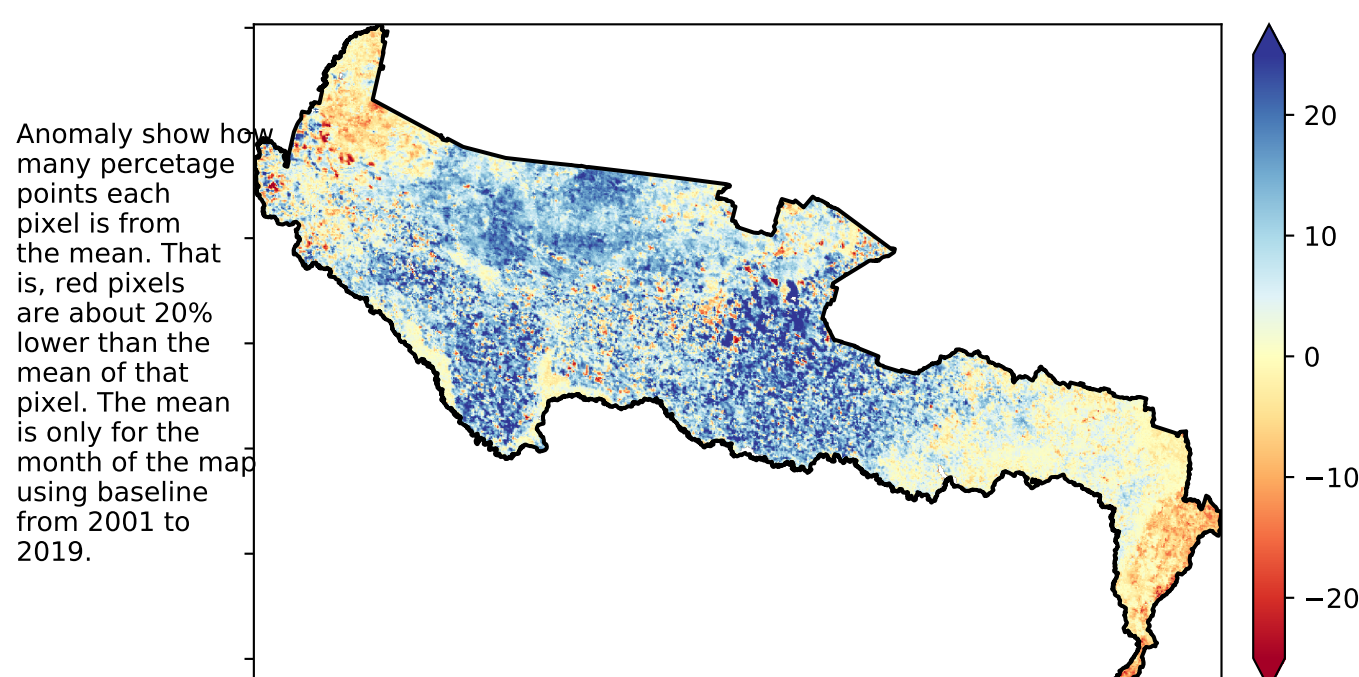 Anomaly show how
many percetage
points each
pixel is from
the mean. That
is, red pixels
are about 20%
lower than the
mean of that
pixel. The mean
is only for the
month of the map
using baseline
from 2001 to
2019.
20
10
0
−10
−20